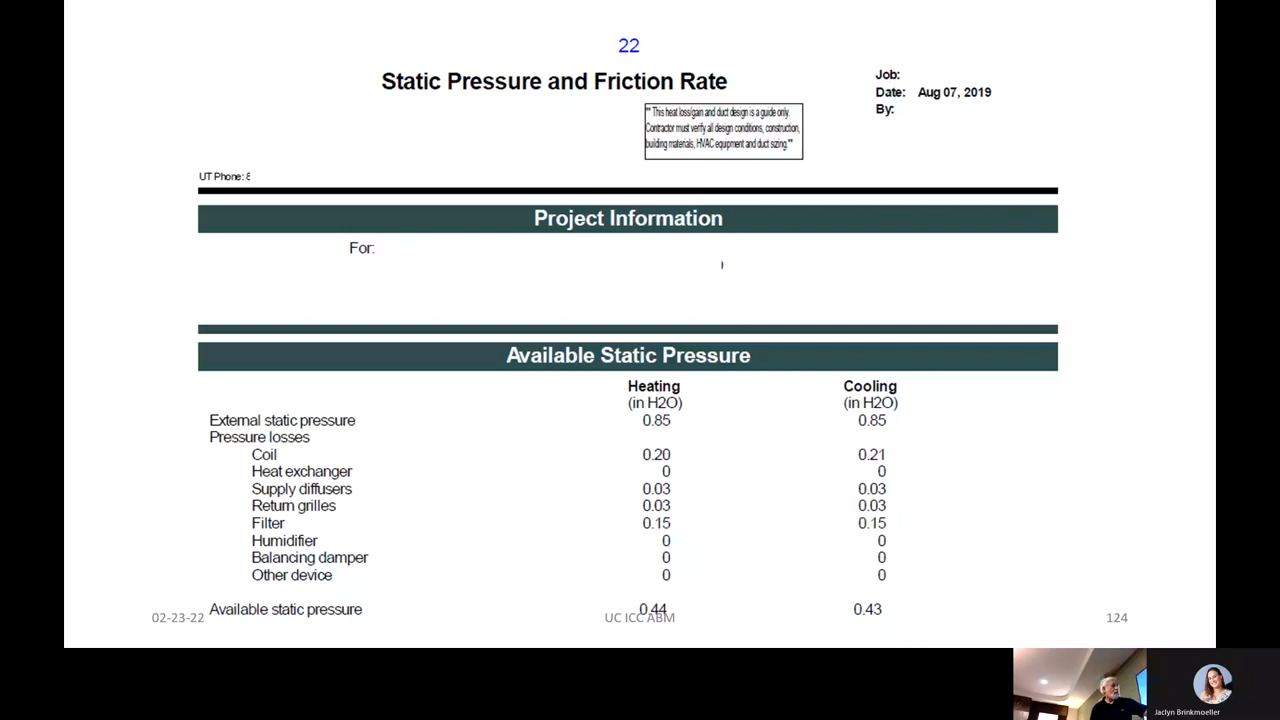 22
Static Pressure and Friction Rate
Job:
Date: Aug 07, 2019
By:
** This heat loss/gain and duct design is a guide only.
Contractor must verify all design conditions, construction,
building materials, HVAC equipment and duct sizing.**
UT Phone: 8
Project Information
For:
Available Static Pressure
Heating Cooling
(in H2O) (in H2O)
External static pressure 0.85 0.85
Pressure losses
Coil 0.20 0.21
Heat exchanger 0 0
Supply diffusers 0.03 0.03
Return grilles 0.03 0.03
Filter 0.15 0.15
Humidifier 0 0
Balancing damper 0 0
Other device 0 0
Available static pressure 0.44 0.43
02-23-22 UC ICC ABM 124
Jaclyn Brinkmoeller